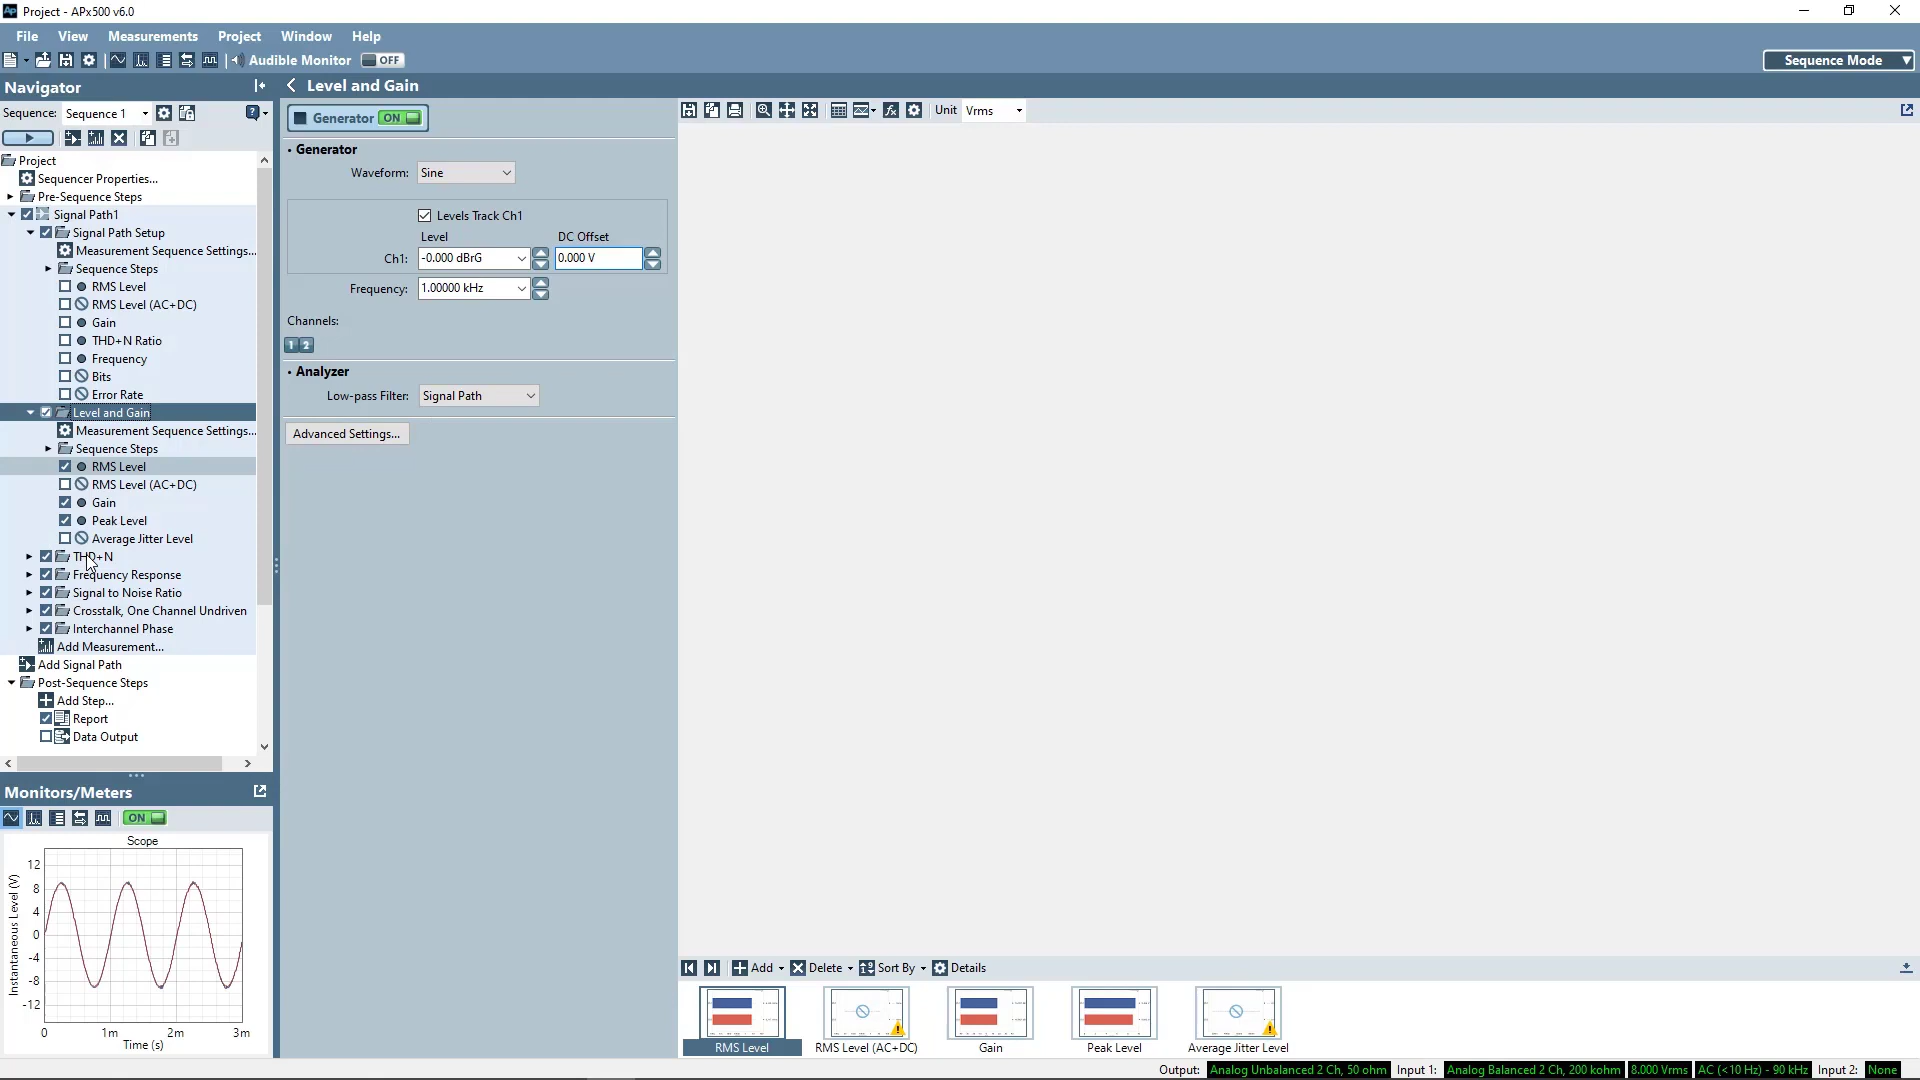 Project - APx500 v6.0
File View Measurements Project Window Help
Audible Monitor OFF
Sequence Mode
Navigator
Sequence: Sequence 1
Project
Sequencer Properties...
Pre-Sequence Steps
Signal Path1
Signal Path Setup
Measurement Sequence Settings...
Sequence Steps
RMS Level
RMS Level (AC+DC)
Gain
THD+N Ratio
Frequency
Bits
Error Rate
Level and Gain
Measurement Sequence Settings...
Sequence Steps
RMS Level
RMS Level (AC+DC)
Gain
Peak Level
Average Jitter Level
THD+N
Frequency Response
Signal to Noise Ratio
Crosstalk, One Channel Undriven
Interchannel Phase
Add Measurement...
Add Signal Path
Post-Sequence Steps
Add Step...
Report
Data Output
Monitors/Meters
ON
Scope
Instantaneous Level (V)
12
8
4
0
-4
-8
-12
0 1m 2m 3m
Time (s)
Level and Gain
Generator ON
Generator
Waveform: Sine
Levels Track Ch1
Level DC Offset
Ch1: -0.000 dBrG 0.000 V
Frequency: 1.00000 kHz
Channels:
1 2
Analyzer
Low-pass Filter: Signal Path
Advanced Settings...
Unit Vrms
Add Delete Sort By Details
RMS Level RMS Level (AC+DC) Gain Peak Level Average Jitter Level
Output: Analog Unbalanced 2 Ch, 50 ohm Input 1: Analog Balanced 2 Ch, 200 kohm 8.000 Vrms AC (<10 Hz) - 90 kHz Input 2: None